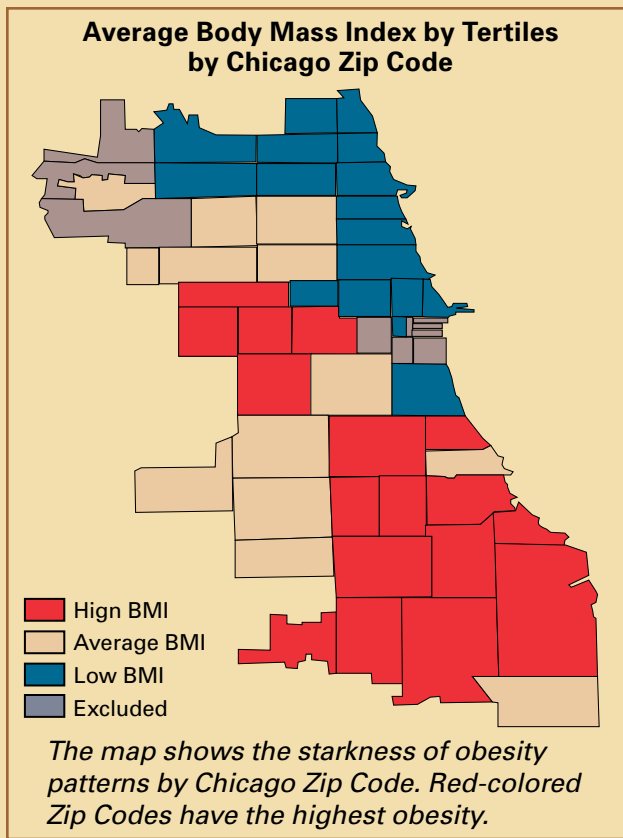 Average Body Mass Index by Tertiles
by Chicago Zip Code
Hign BMI
Average BMI
Low BMI
Excluded
The map shows the starkness of obesity
patterns by Chicago Zip Code. Red-colored
Zip Codes have the highest obesity.